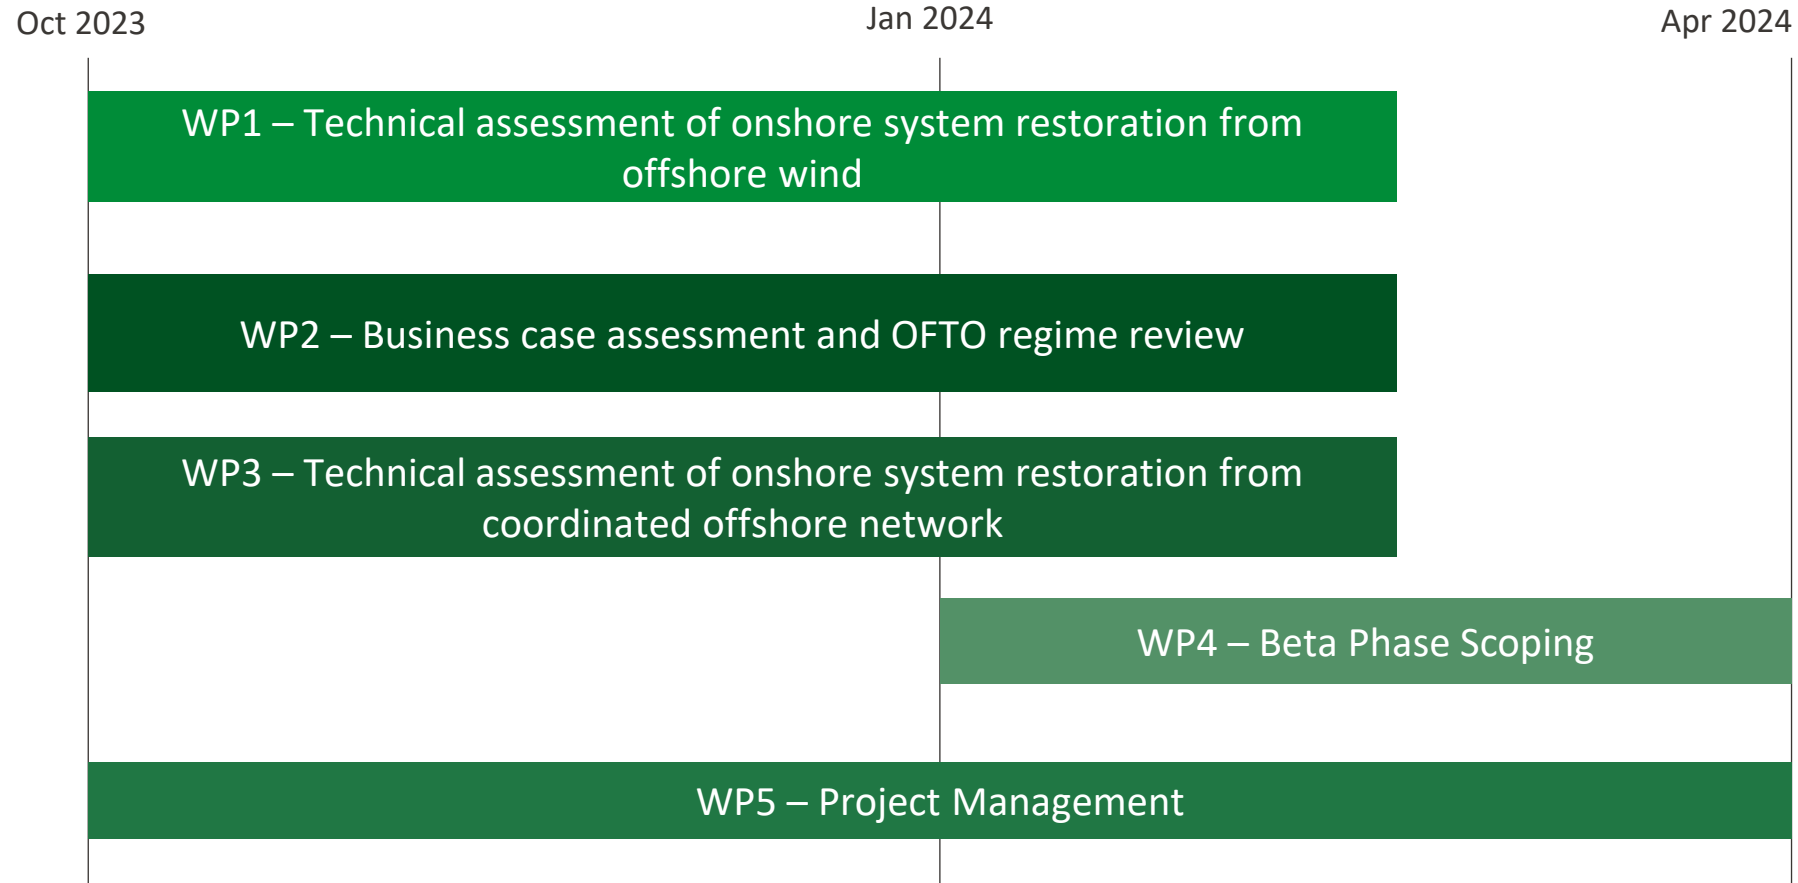 Oct 2023
Jan 2024
Apr 2024
WP1 – Technical assessment of onshore system restoration from
offshore wind
WP2 – Business case assessment and OFTO regime review
WP3 – Technical assessment of onshore system restoration from
coordinated offshore network
WP4 – Beta Phase Scoping
WP5 – Project Management